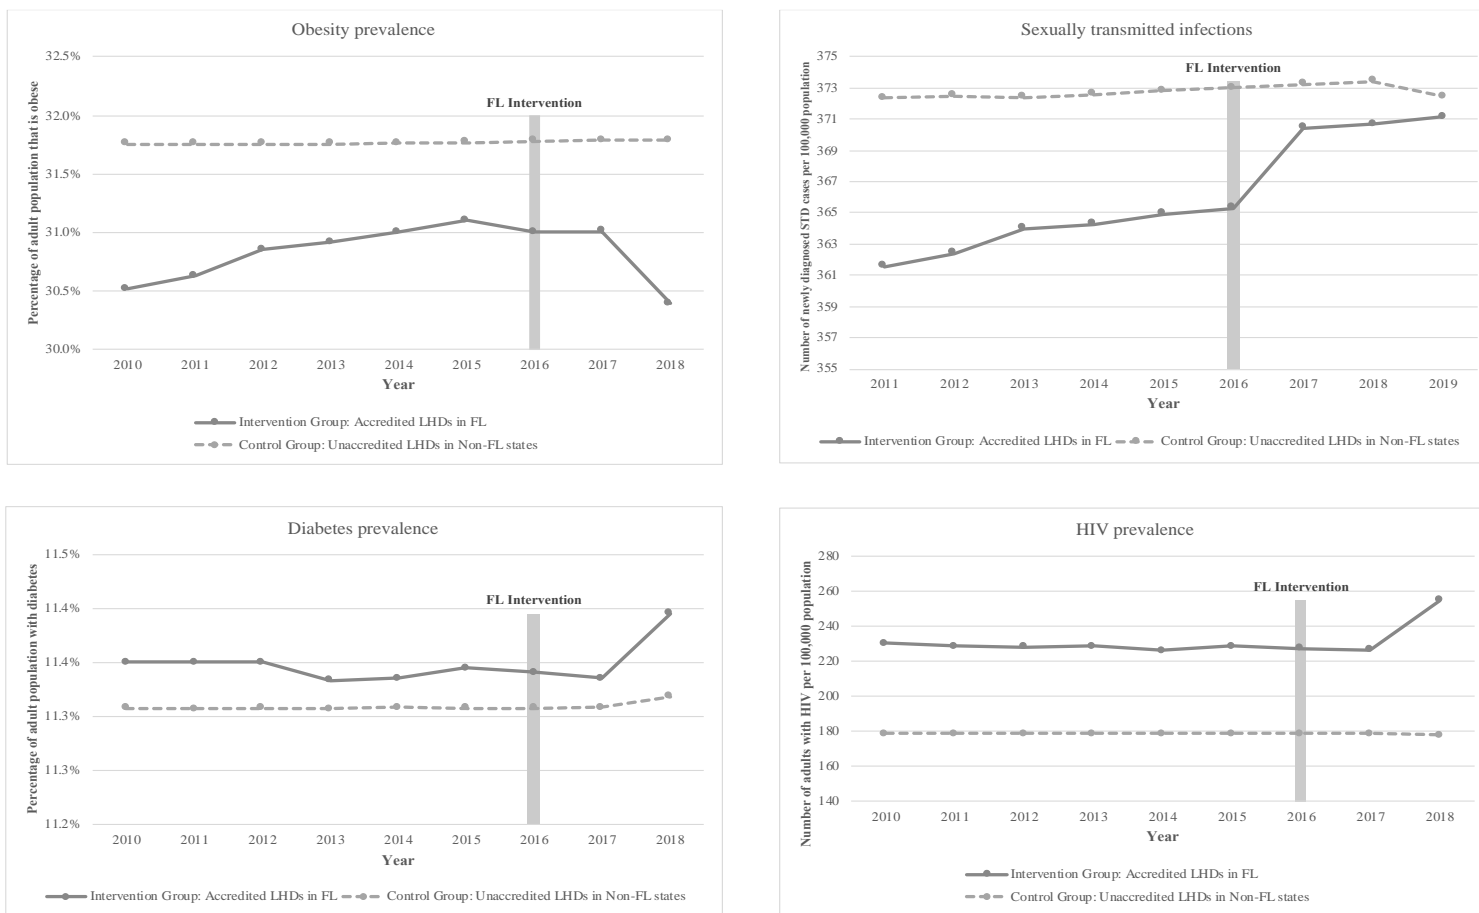 Obesity prevalence
Percentage of adult population that is obese
32.5%
32.0%
31.5%
31.0%
30.5%
30.0%
FL Intervention
2010 2011 2012 2013 2014 2015 2016 2017 2018
Year
Intervention Group: Accredited LHDs in FL
Control Group: Unaccredited LHDs in Non-FL states
Sexually transmitted infections
Number of newly diagnosed STD cases per 100,000 population
375
373
371
369
367
365
363
361
359
357
355
FL Intervention
2011 2012 2013 2014 2015 2016 2017 2018 2019
Year
Intervention Group: Accredited LHDs in FL Control Group: Unaccredited LHDs in Non-FL states
Diabetes prevalence
Percentage of adult population with diabetes
11.5%
11.4%
11.4%
11.3%
11.3%
11.2%
FL Intervention
2010 2011 2012 2013 2014 2015 2016 2017 2018
Year
Intervention Group: Accredited LHDs in FL Control Group: Unaccredited LHDs in Non-FL states
HIV prevalence
Number of adults with HIV per 100,000 population
280
260
240
220
200
180
160
140
FL Intervention
2010 2011 2012 2013 2014 2015 2016 2017 2018
Year
Intervention Group: Accredited LHDs in FL
Control Group: Unaccredited LHDs in Non-FL states